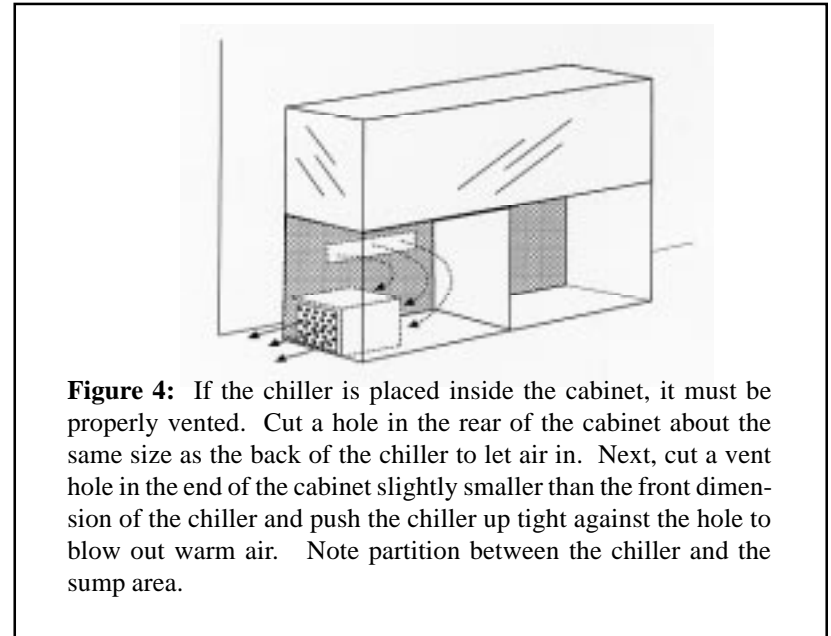 Figure 4: If the chiller is placed inside the cabinet, it must be
properly vented. Cut a hole in the rear of the cabinet about the
same size as the back of the chiller to let air in. Next, cut a vent
hole in the end of the cabinet slightly smaller than the front dimen-
sion of the chiller and push the chiller up tight against the hole to
blow out warm air. Note partition between the chiller and the
sump area.